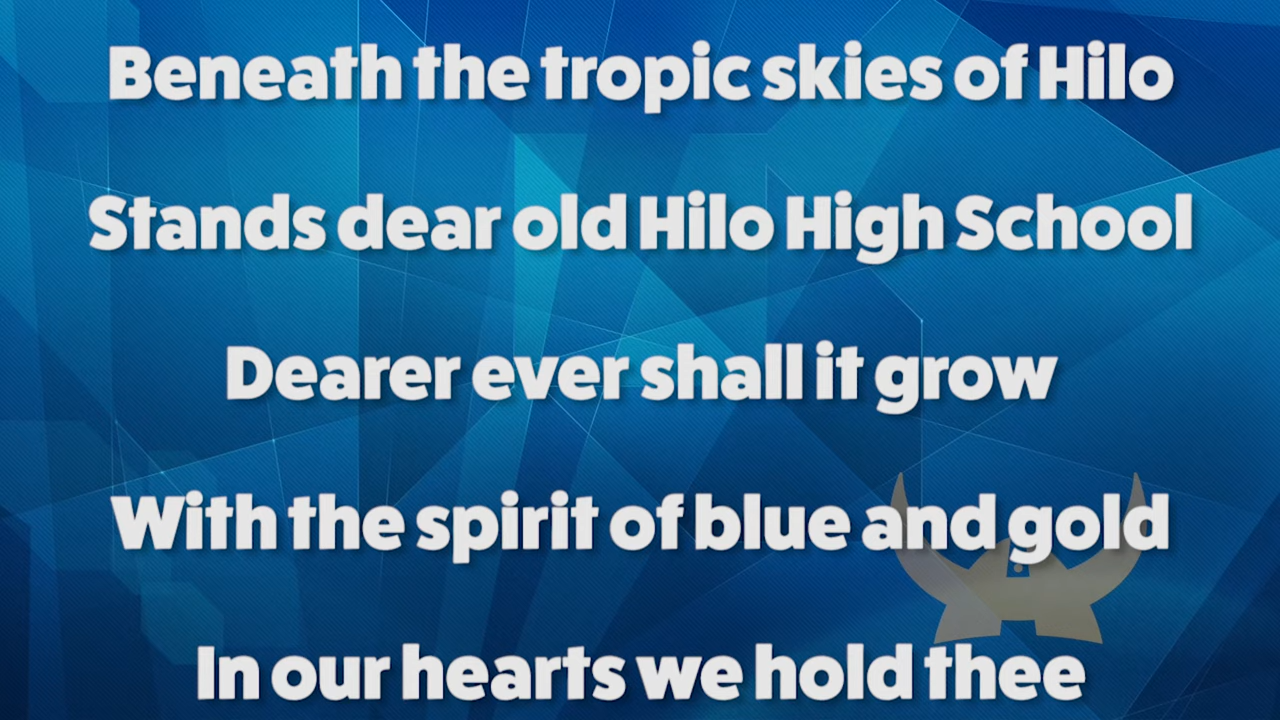 Beneath the tropic skies of Hilo
Stands dear old Hilo High School
Dearer ever shall it grow
With the spirit of blue and gold
In our hearts we hold thee